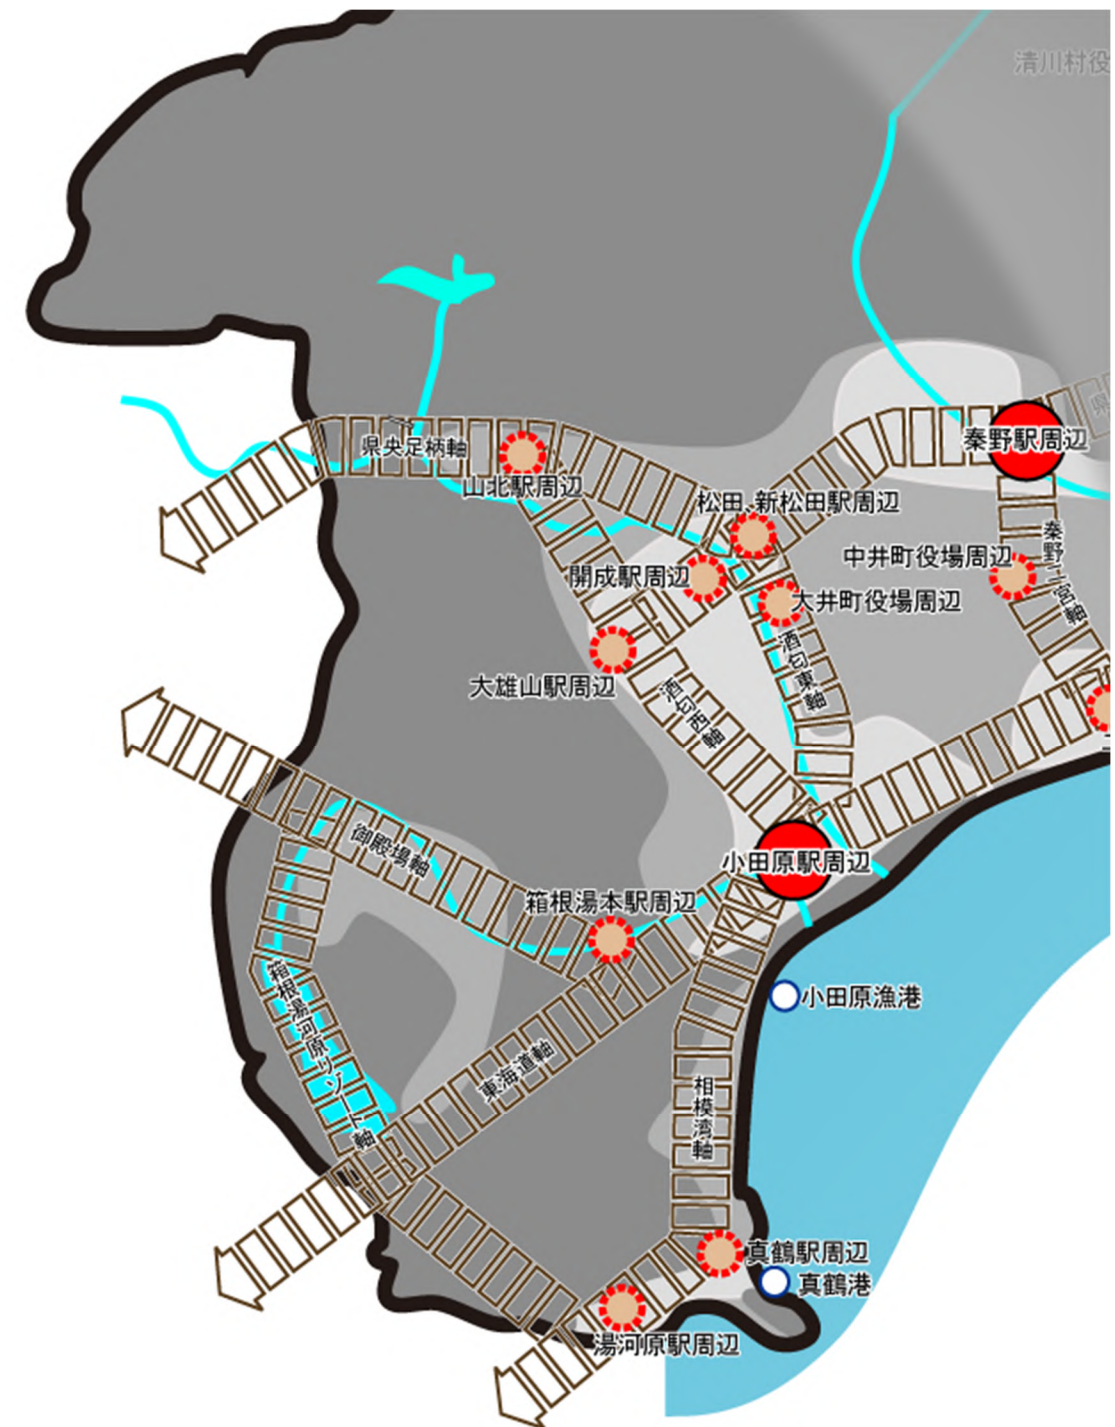 清川村役
県央足柄軸
秦野駅周辺
山北駅周辺
松田・新松田駅周辺
中井町役場周辺
秦野二宮軸
開成駅周辺
大井町役場周辺
酒匂東軸
大雄山駅周辺
酒匂西軸
御殿場軸
小田原駅周辺
箱根湯本駅周辺
箱根湯河原リゾート軸
小田原漁港
東海道軸
相模湾軸
真鶴駅周辺
真鶴港
湯河原駅周辺